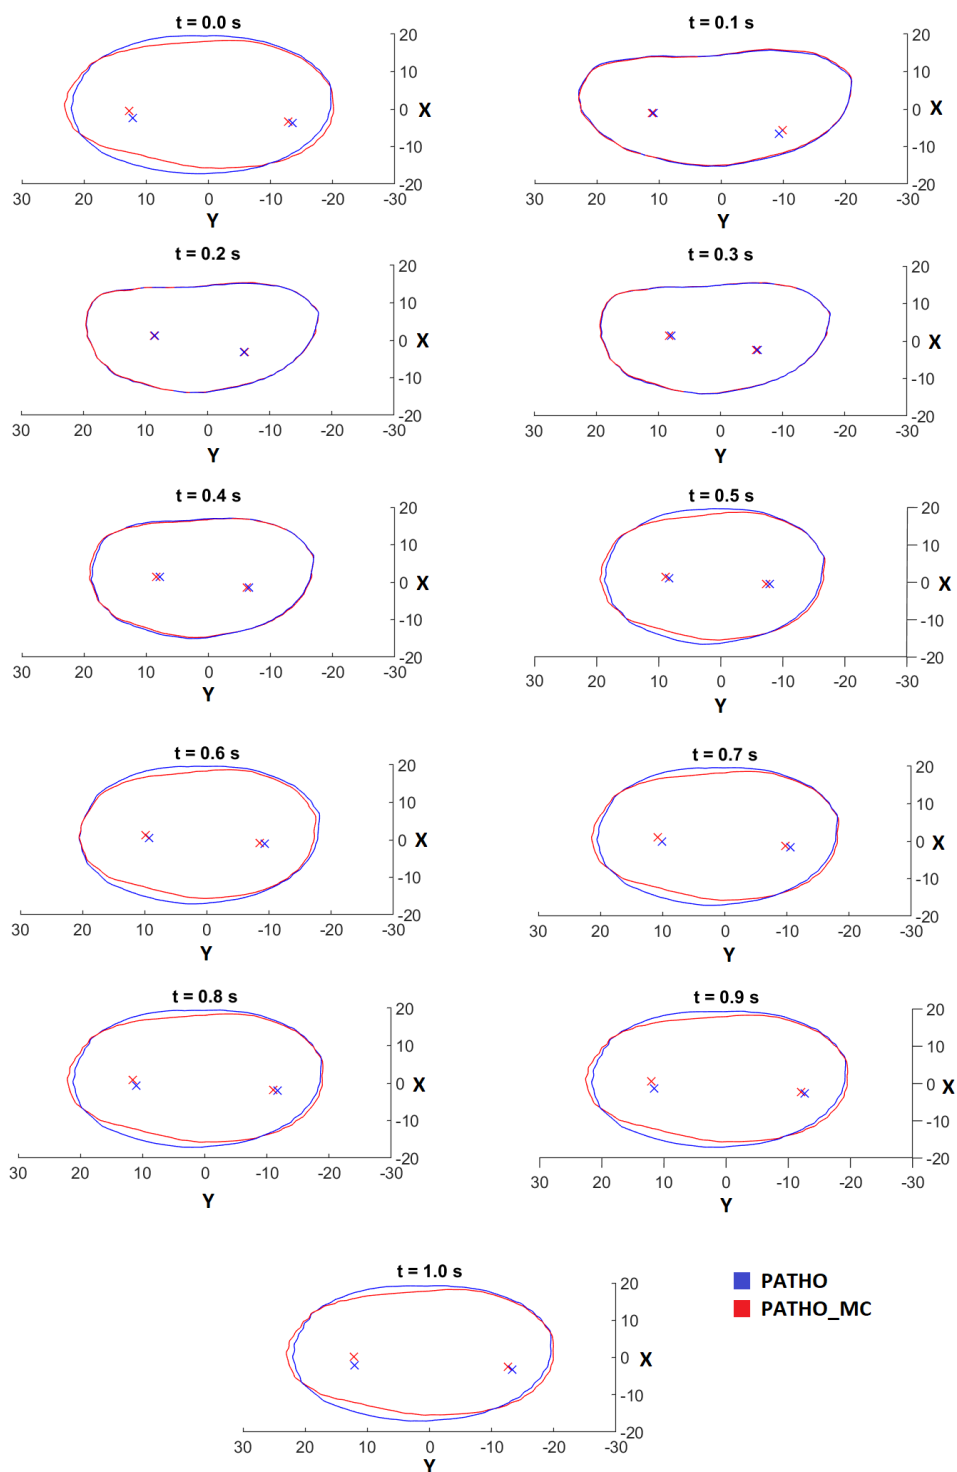 t = 0.0 s
20
10
0
-10
-20
X
30 20 10 0 -10 -20 -30
Y
t = 0.1 s
20
10
0
-10
-20
X
30 20 10 0 -10 -20 -30
Y
t = 0.2 s
20
10
0
-10
-20
X
30 20 10 0 -10 -20 -30
Y
t = 0.3 s
20
10
0
-10
-20
X
30 20 10 0 -10 -20 -30
Y
t = 0.4 s
20
10
0
-10
-20
X
30 20 10 0 -10 -20 -30
Y
t = 0.5 s
20
10
0
-10
-20
X
30 20 10 0 -10 -20 -30
Y
t = 0.6 s
20
10
0
-10
-20
X
30 20 10 0 -10 -20 -30
Y
t = 0.7 s
20
10
0
-10
-20
X
30 20 10 0 -10 -20 -30
Y
t = 0.8 s
20
10
0
-10
-20
X
30 20 10 0 -10 -20 -30
Y
t = 0.9 s
20
10
0
-10
-20
X
30 20 10 0 -10 -20 -30
Y
t = 1.0 s
20
10
0
-10
-20
X
30 20 10 0 -10 -20 -30
Y
PATHO
PATHO_MC